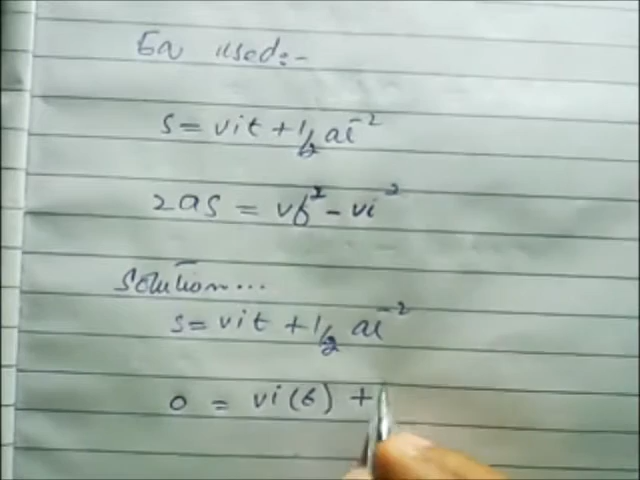 Eq used:-
s = vit + 1/2 at²
2as = vf² - vi²
Solution...
s = vit + 1/2 at²
0 = vi(6) +